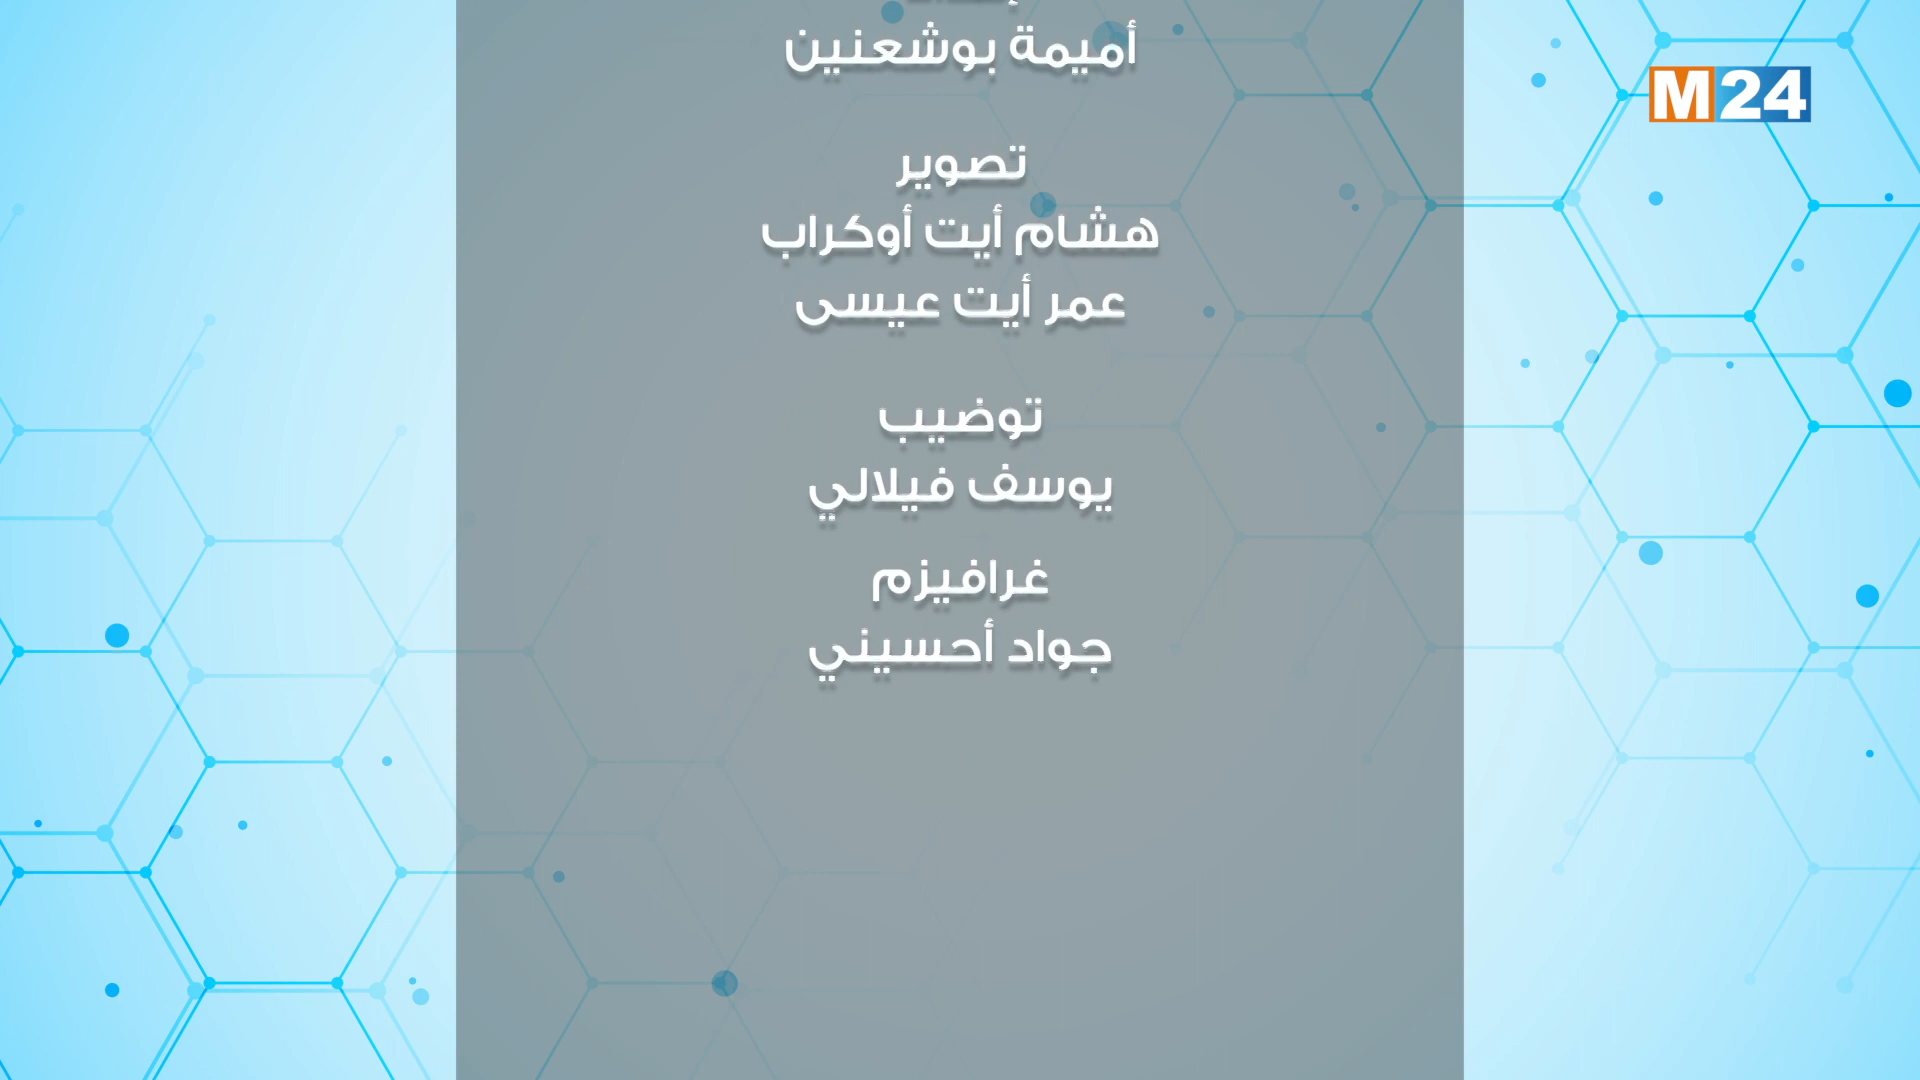 أميمة بوشعنين
M24
تصوير
هشام أيت أوكراب
عمر أيت عيسى
توضيب
يوسف فيلالي
غرافيزم
جواد أحسيني